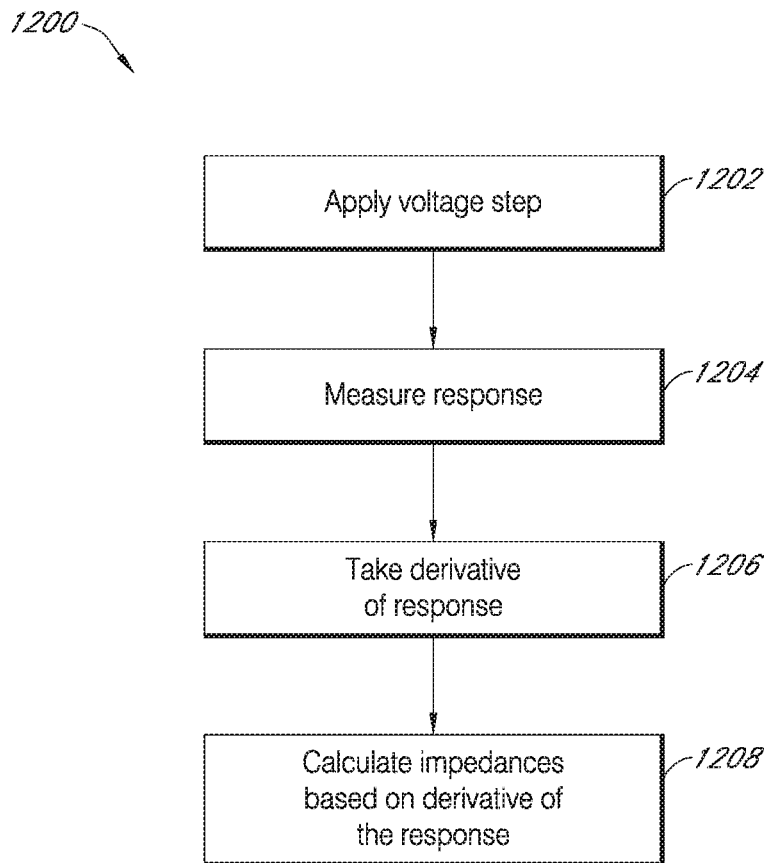 1200
Apply voltage step
1202
Measure response
1204
Take derivative
of response
1206
Calculate impedances
based on derivative of
the response
1208